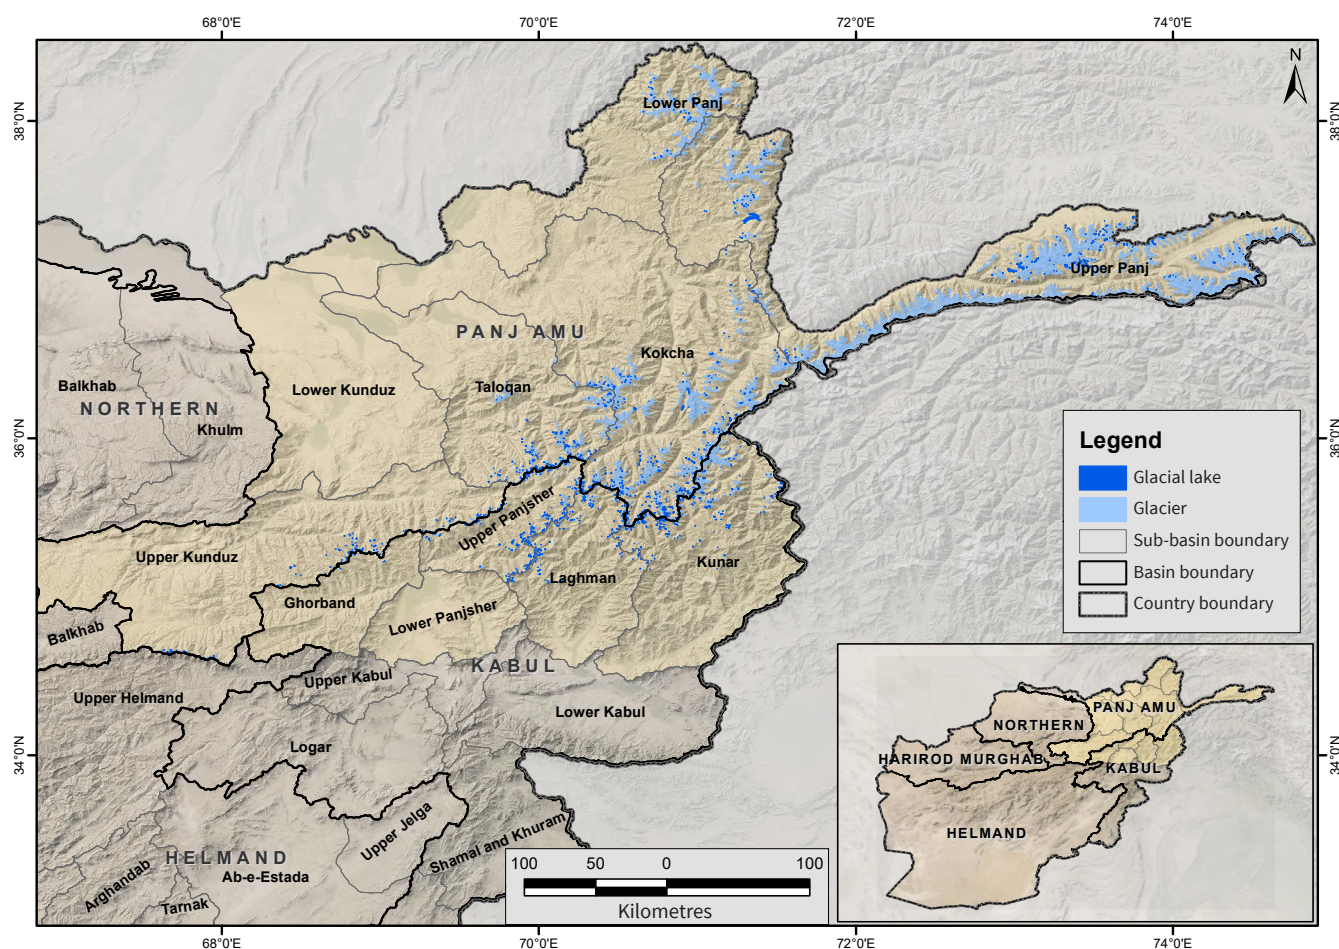 68°0'E
70°0'E
72°0'E
74°0'E
N
38°0'N
38°0'N
Lower Panj
Upper Panj
PANJ AMU
Kokcha
Balkhab
Lower Kunduz
Taloqan
NORTHERN
Khulm
36°0'N
36°0'N
Legend
Glacial lake
Glacier
Sub-basin boundary
Basin boundary
Country boundary
Upper Panjsher
Upper Kunduz
Kunar
Laghman
Ghorband
Lower Panjsher
Balkhab
KABUL
Upper Kabul
Upper Helmand
Lower Kabul
Logar
34°0'N
34°0'N
PANJ AMU
NORTHERN
HARIROD MURGHAB
KABUL
HELMAND
Upper Jelga
Shamal and Khuram
HELMAND
Ab-e-Estada
Arghandab
Tarnak
100 50 0 100
Kilometres
68°0'E
70°0'E
72°0'E
74°0'E